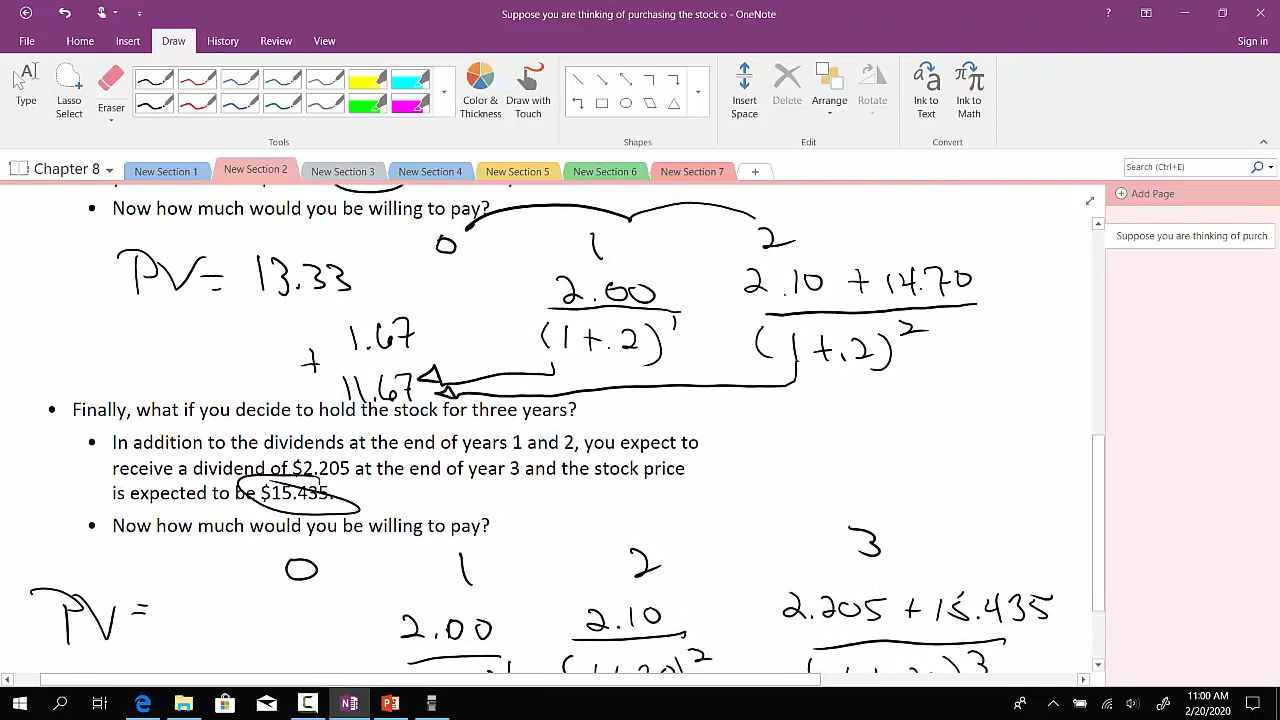 Suppose you are thinking of purchasing the stock o - OneNote
File Home Insert Draw History Review View Sign in
Type Lasso Select Eraser Color & Thickness Draw with Touch Insert Space Delete Arrange Rotate Ink to Text Ink to Math
Tools Shapes Edit Convert
Chapter 8 New Section 1 New Section 2 New Section 3 New Section 4 New Section 5 New Section 6 New Section 7 + Search (Ctrl+E)
Add Page
Suppose you are thinking of purch
• Now how much would you be willing to pay?
0 1 2
PV= 13.33 2.00 2.10 + 14.70
1.67 (1+.2)1 (1+.2)2
+ 11.67
• Finally, what if you decide to hold the stock for three years?
• In addition to the dividends at the end of years 1 and 2, you expect to
receive a dividend of $2.205 at the end of year 3 and the stock price
is expected to be $15.435.
• Now how much would you be willing to pay?
0 1 2 3
PV = 2.00 2.10 2.205 + 15.435
11:00 AM
2/20/2020